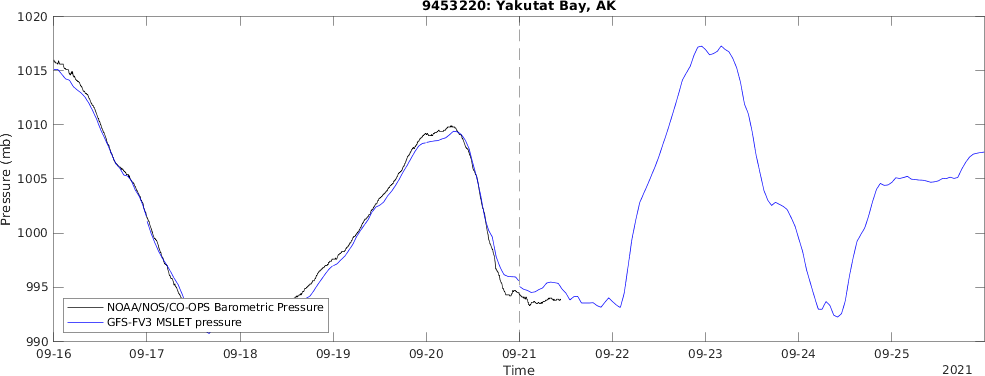 9453220: Yakutat Bay, AK
1020
1015
1010
1005
1000
995
990
Pressure (mb)
NOAA/NOS/CO-OPS Barometric Pressure
GFS-FV3 MSLET pressure
09-16 09-17 09-18 09-19 09-20 09-21 09-22 09-23 09-24 09-25
Time
2021